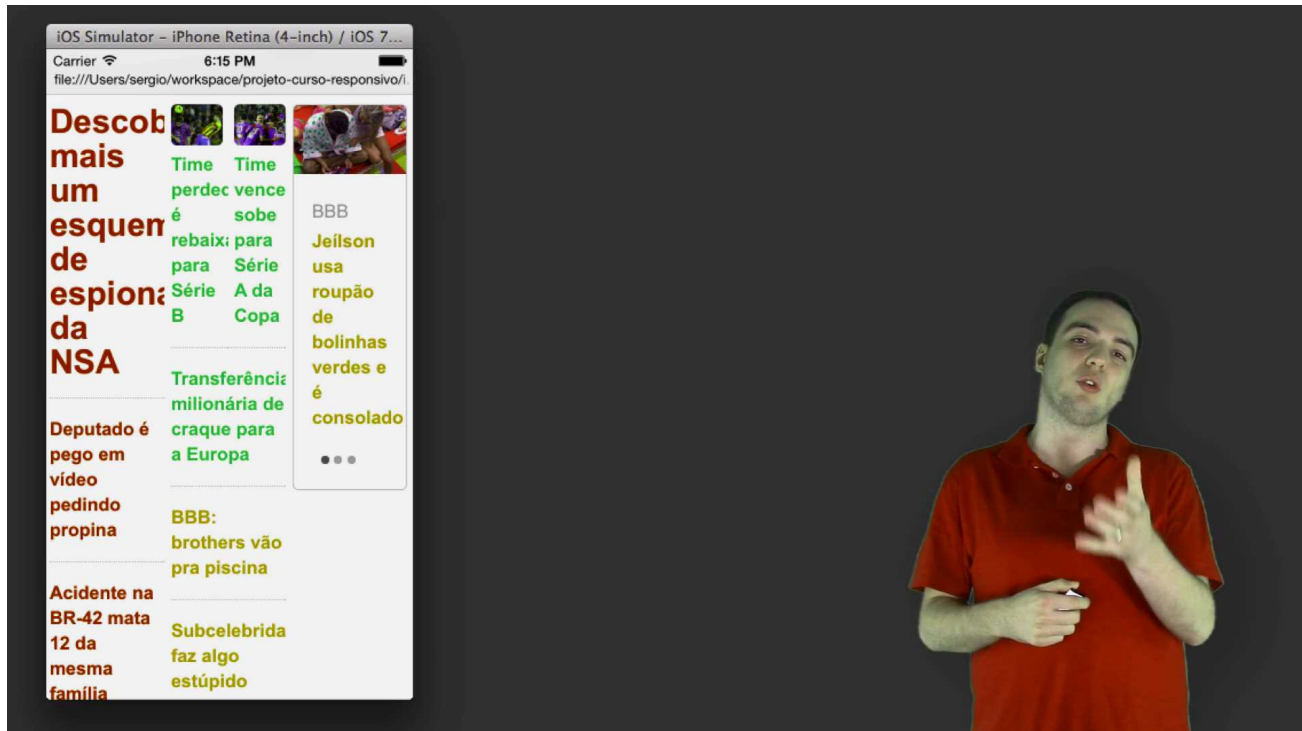 iOS Simulator – iPhone Retina (4-inch) / iOS 7...
Carrier 6:15 PM
file:///Users/sergio/workspace/projeto-curso-responsivo/i
Descob
mais
um
esquem
de
espiona
da
NSA
Deputado é
pego em
vídeo
pedindo
propina
Acidente na
BR-42 mata
12 da
mesma
família
Time
perdec
é
rebaixa
para
Série
B
Time
vence
sobe
para
Série
A da
Copa
Transferência
milionária de
craque para
a Europa
BBB:
brothers vão
pra piscina
Subcelebrida
faz algo
estúpido
BBB
Jeílson
usa
roupão
de
bolinhas
verdes e
é
consolado